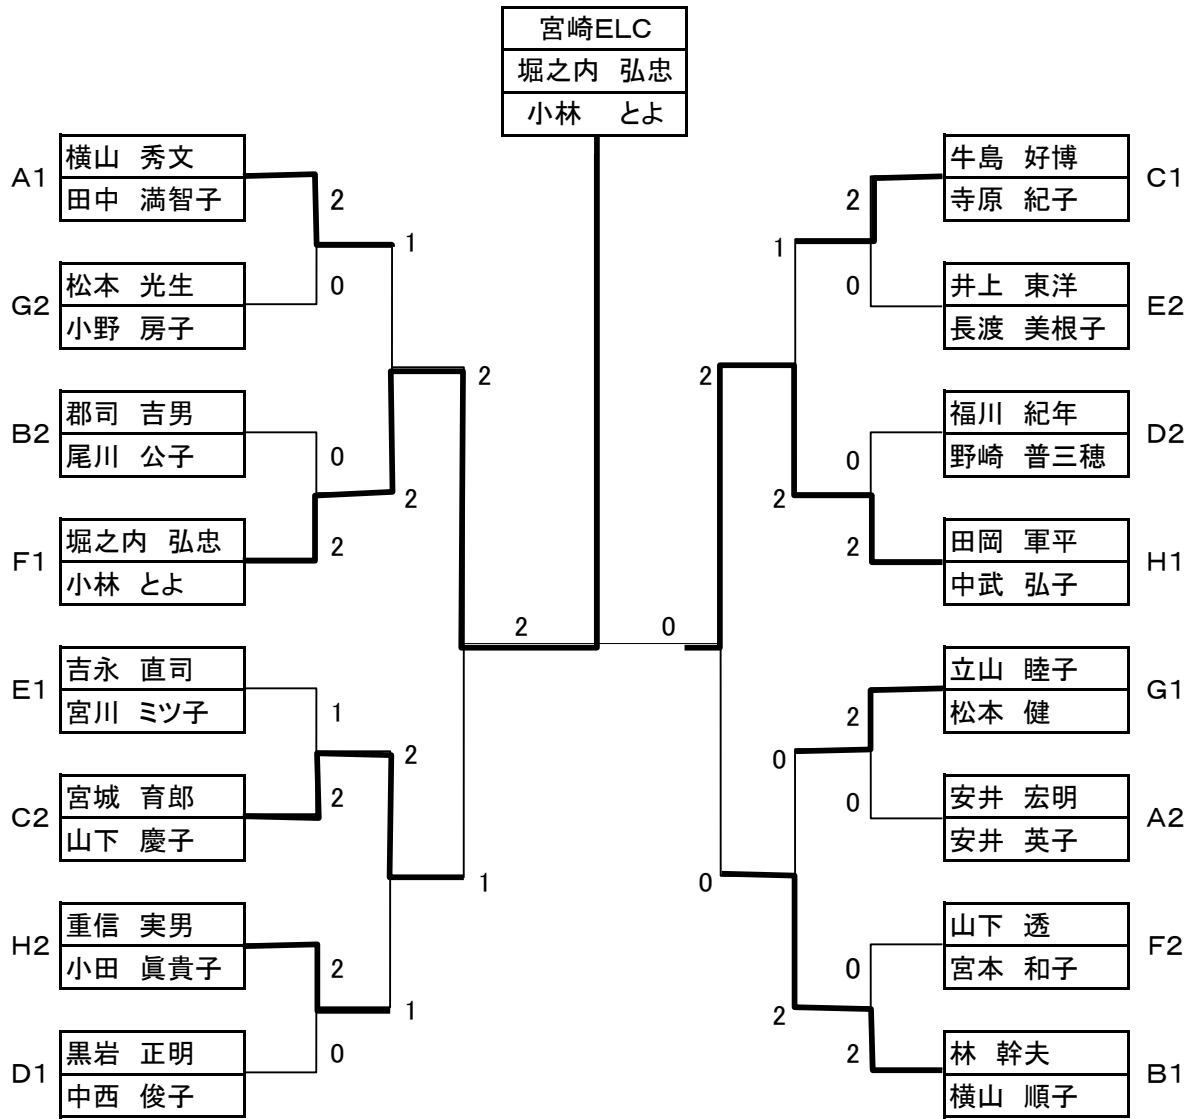 宮崎ELC
堀之内 弘忠
小林 とよ
A1
横山 秀文
田中 満智子
2
1
G2
松本 光生
小野 房子
0
2
B2
郡司 吉男
尾川 公子
0
2
F1
堀之内 弘忠
小林 とよ
2
2
E1
吉永 直司
宮川 ミツ子
1
2
C2
宮城 育郎
山下 慶子
2
1
H2
重信 実男
小田 眞貴子
2
1
D1
黒岩 正明
中西 俊子
0
牛島 好博
寺原 紀子
C1
2
1
井上 東洋
長渡 美根子
E2
0
2
福川 紀年
野崎 普三穂
D2
0
2
田岡 軍平
中武 弘子
H1
2
0
立山 睦子
松本 健
G1
2
0
安井 宏明
安井 英子
A2
0
0
山下 透
宮本 和子
F2
0
2
林 幹夫
横山 順子
B1
2